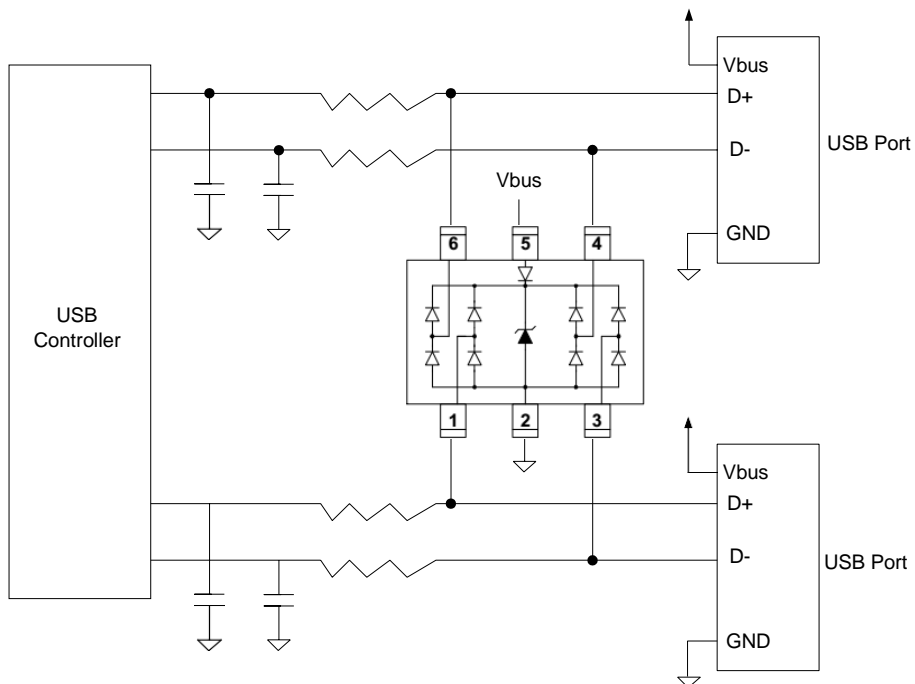 Vbus
D+
D-
USB Port
GND
Vbus
6
5
4
USB
Controller
1
2
3
Vbus
D+
D-
USB Port
GND